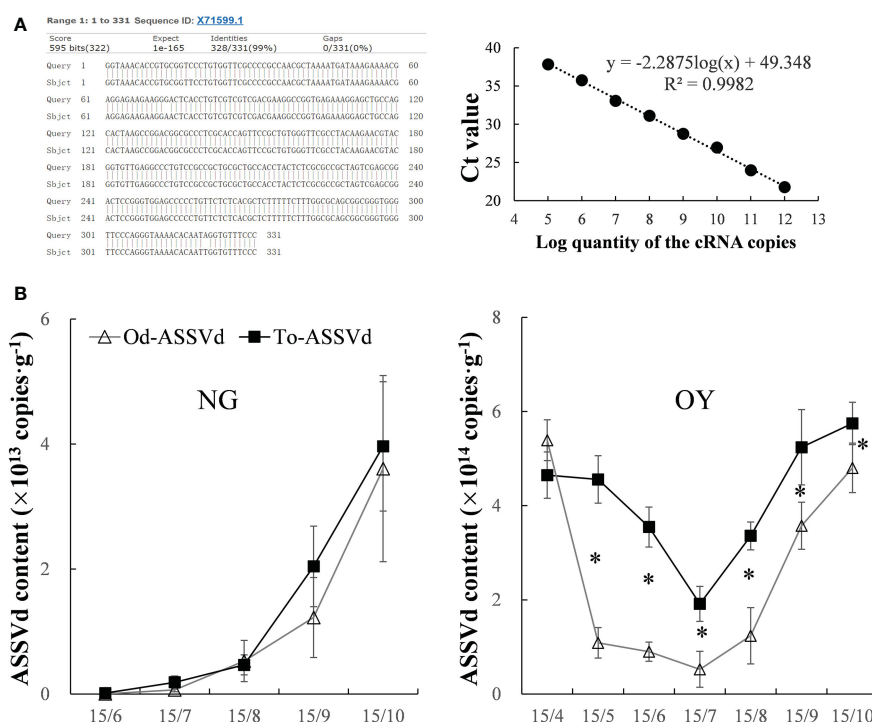 A
Range 1: 1 to 331 Sequence ID: X71599.1
Score Expect Identities Gaps
595 bits(322) 1e-165 328/331(99%) 0/331(0%)
Query 1 GGTAAACACCGTGCGGTCCCTGTGGTTCGCCCCGCCAACGCTAAAATGATAAAGAAAACG 60
Sbjct 1 GGTAAACACCGTGCGGTTCCTGTGGTTCGCCCCGCCAACGCTAAAATGATAAAGAAAACG 60
Query 61 AGGAGAAGAAGGGACTCACCTGTCGTCGTCGACGAAGGCCGGTGAGAAAGGAGCTGCCAG 120
Sbjct 61 AGGAGAAGAAGGAACTCACCTGTCGTCGTCGACGAAGGCCGGTGAGAAAGGAGCTGCCAG 120
Query 121 CACTAAGCCGGACGGCGCCCTCGCACCAGTTCCGCTGTGGGTTCGCCTACAAGAACGTAC 180
Sbjct 121 CACTAAGCCGGACGGCGCCCTCGCACCAGTTCCGCTGTGGGTTCGCCTACAAGAACGTAC 180
Query 181 GGTGTTGAGGCCCTGTCCGCCGCTGCGCTGCCACCTACTCTCGCGCCGCTAGTCGAGCGG 240
Sbjct 181 GGTGTTGAGGCCCTGTCCGCCGCTGCGCTGCCACCTACTCTCGCGCCGCTAGTCGAGCGG 240
Query 241 ACTCCGGGTGGAGCCCCCTGTTCTCTCACGCTCTTTTTCTTTGGCGCAGCGGCGGGTGGG 300
Sbjct 241 ACTCCGGGTGGAGCCCCCTGTTCTCTCACGCTCTTTTTCTTTGGCGCAGCGGCGGGTGGG 300
Query 301 TTCCCAGGGTAAAACACAATAGGTGTTTCCC 331
Sbjct 301 TTCCCAGGGTAAAACACAATTGGTGTTTCCC 331
y = -2.2875log(x) + 49.348
R² = 0.9982
Ct value
40
35
30
25
20
4 5 6 7 8 9 10 11 12 13
Log quantity of the cRNA copies
B
ASSVd content (×10¹³ copies·g⁻¹)
6
4
2
0
Od-ASSVd To-ASSVd
NG
15/6 15/7 15/8 15/9 15/10
ASSVd content (×10¹⁴ copies·g⁻¹)
8
6
4
2
0
OY
*
*
*
*
*
*
15/4 15/5 15/6 15/7 15/8 15/9 15/10